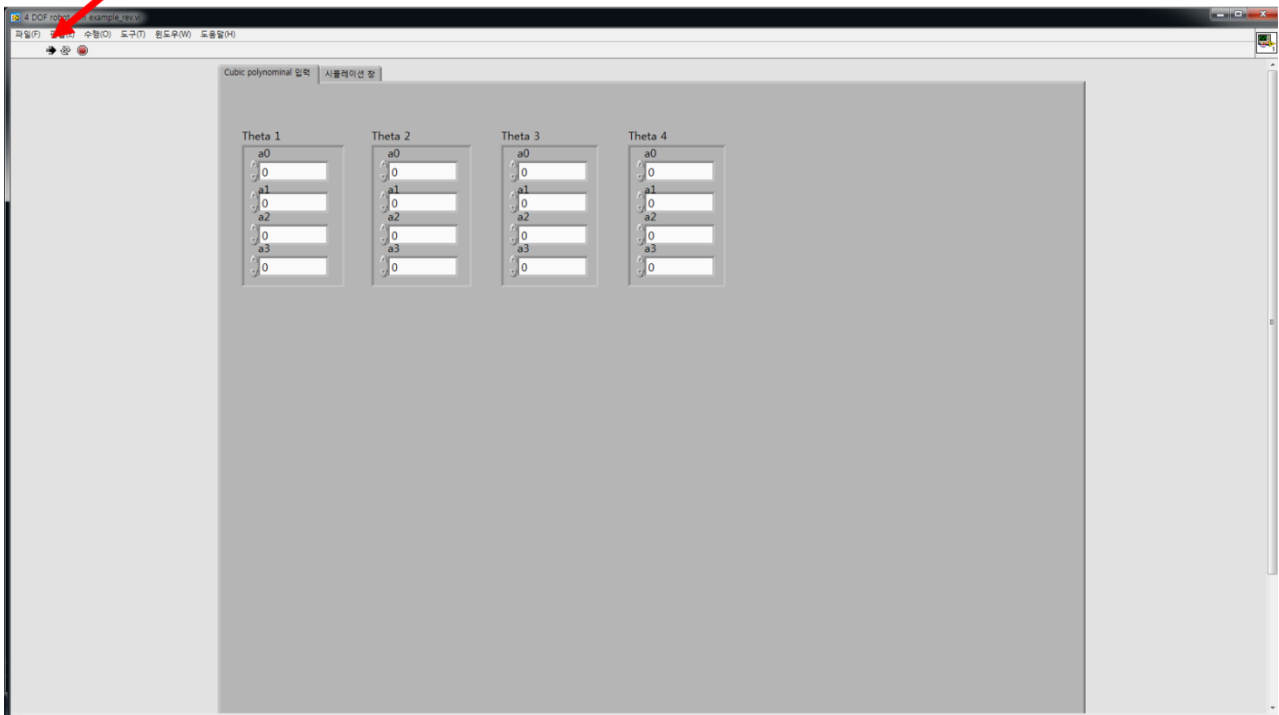 4 DOF robot example_rev.vi
파일(F) 수행(O) 도구(T) 윈도우(W) 도움말(H)
1
Cubic polynominal 입력 시뮬레이션 창
Theta 1 Theta 2 Theta 3 Theta 4
a0 a0 a0 a0
0 0 0 0
a1 a1 a1 a1
0 0 0 0
a2 a2 a2 a2
0 0 0 0
a3 a3 a3 a3
0 0 0 0